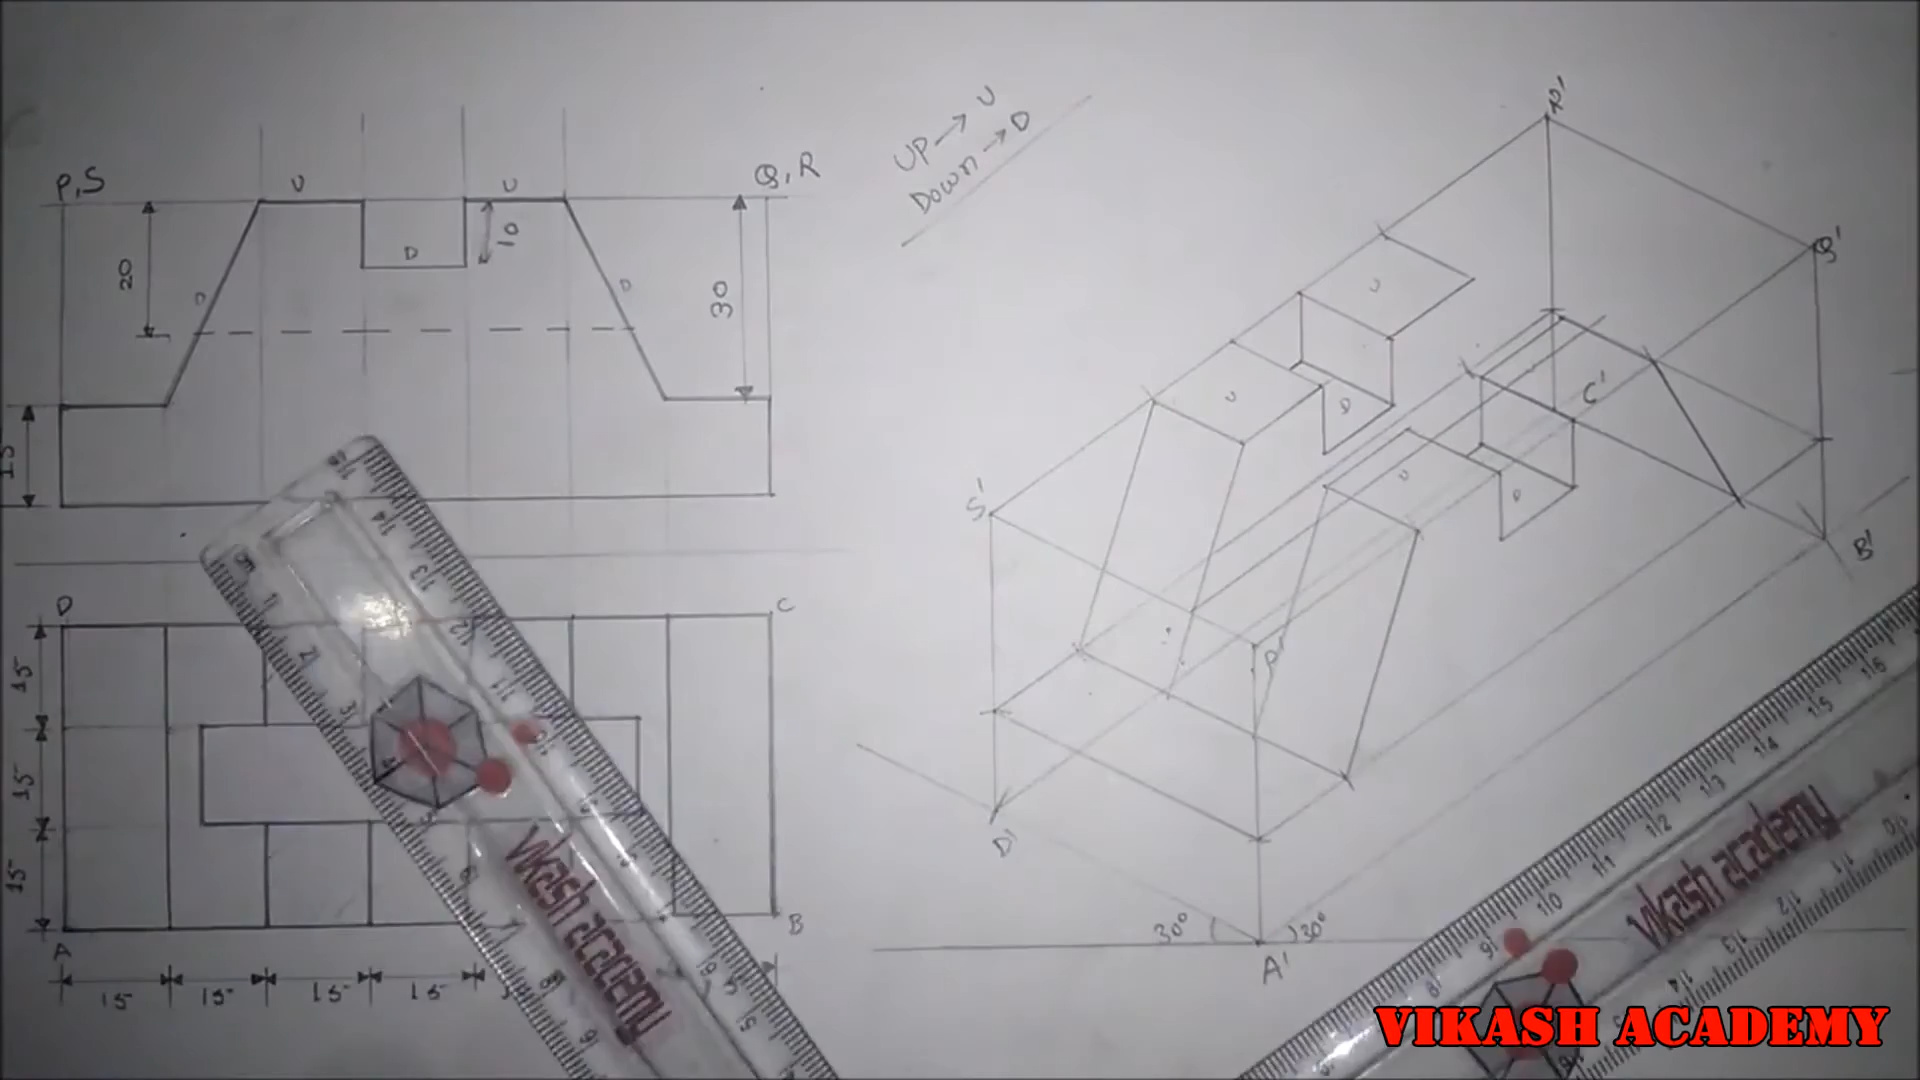 P,S
U
U
Q, R
20
D
D
10
D
30
15
UP → U
Down → D
R'
Q'
S'
U
U
D
C'
U
D
P'
B'
D'
30°
30°
A'
D
C
15
15
15
A
B
15
15
15
15
vikash academy
vikash academy
VIKASH ACADEMY